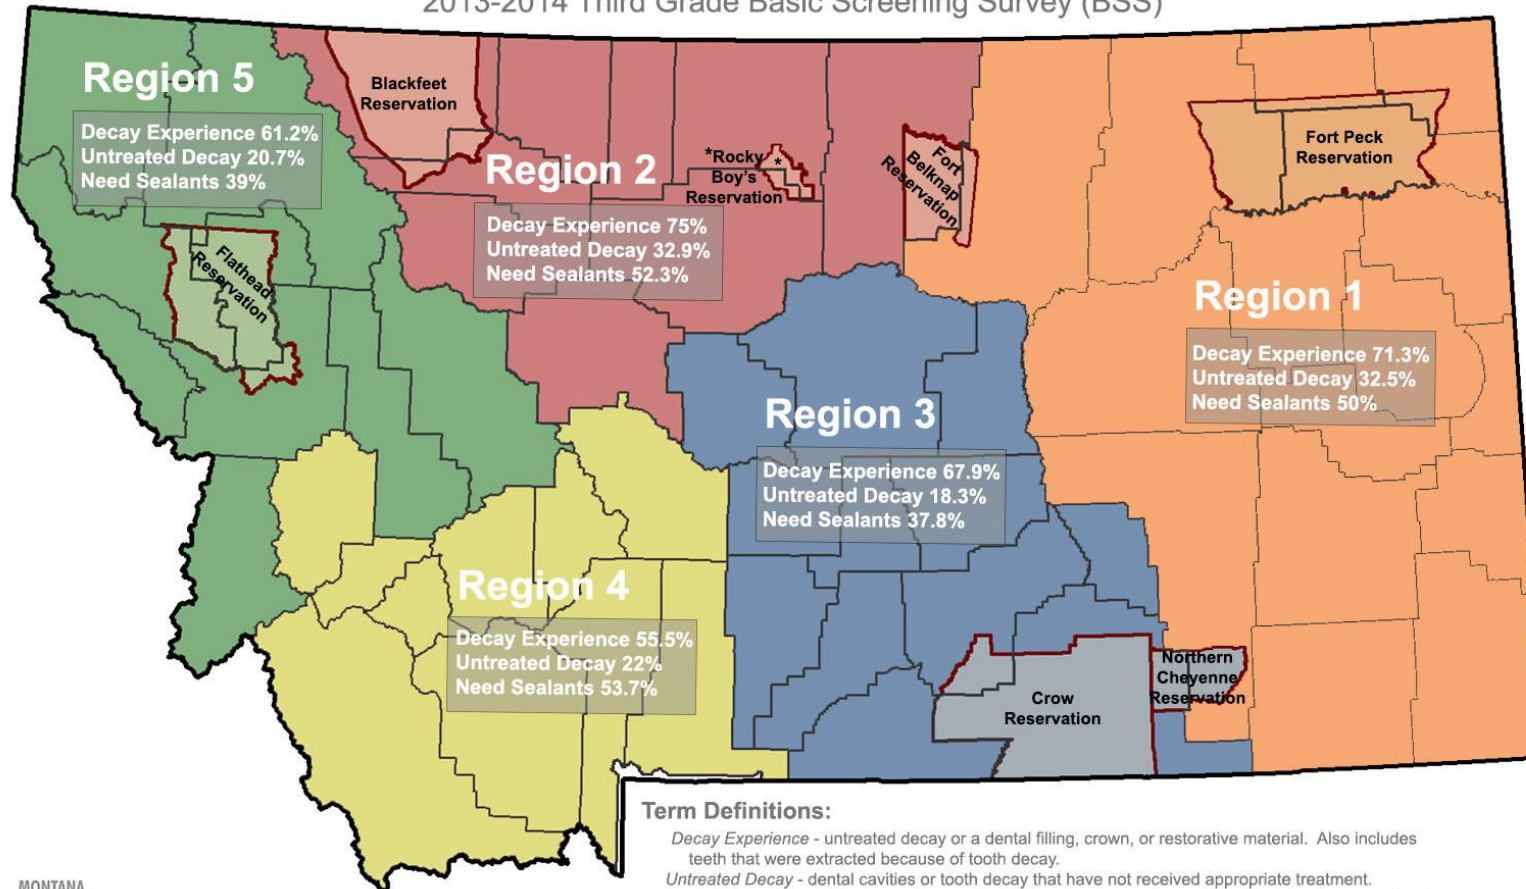 2013-2014 Third Grade Basic Screening Survey (BSS)
Region 5
Decay Experience 61.2%
Untreated Decay 20.7%
Need Sealants 39%
Blackfeet
Reservation
Region 2
Decay Experience 75%
Untreated Decay 32.9%
Need Sealants 52.3%
*Rocky
Boy's
Reservation
*
Fort
Belknap
Reservation
Fort Peck
Reservation
Flathead
Reservation
Region 1
Decay Experience 71.3%
Untreated Decay 32.5%
Need Sealants 50%
Region 3
Decay Experience 67.9%
Untreated Decay 18.3%
Need Sealants 37.8%
Region 4
Decay Experience 55.5%
Untreated Decay 22%
Need Sealants 53.7%
Northern
Cheyenne
Reservation
Crow
Reservation
Term Definitions:
Decay Experience - untreated decay or a dental filling, crown, or restorative material. Also includes
teeth that were extracted because of tooth decay.
Untreated Decay - dental cavities or tooth decay that have not received appropriate treatment.
MONTANA